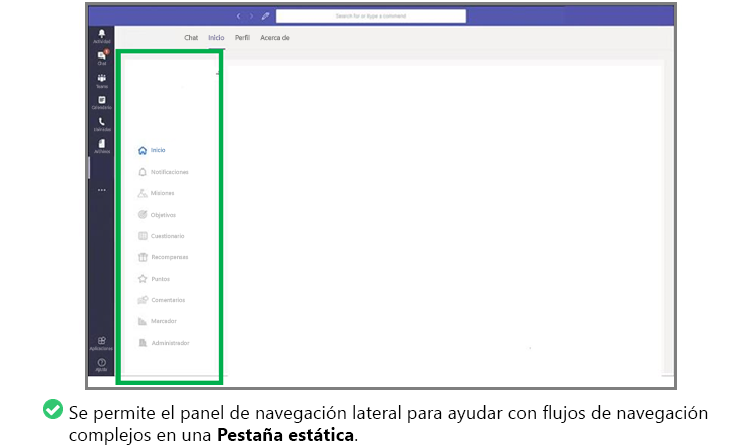 Search for or type a command
Chat Inicio Perfil Acerca de
Actividad
Chat
Teams
Calendario
Llamadas
Archivos
...
Inicio
Notificaciones
Misiones
Objetivos
Cuestionario
Recompensas
Puntos
Comentarios
Marcador
Administrador
Aplicaciones
Ayuda
Se permite el panel de navegación lateral para ayudar con flujos de navegación
complejos en una Pestaña estática.